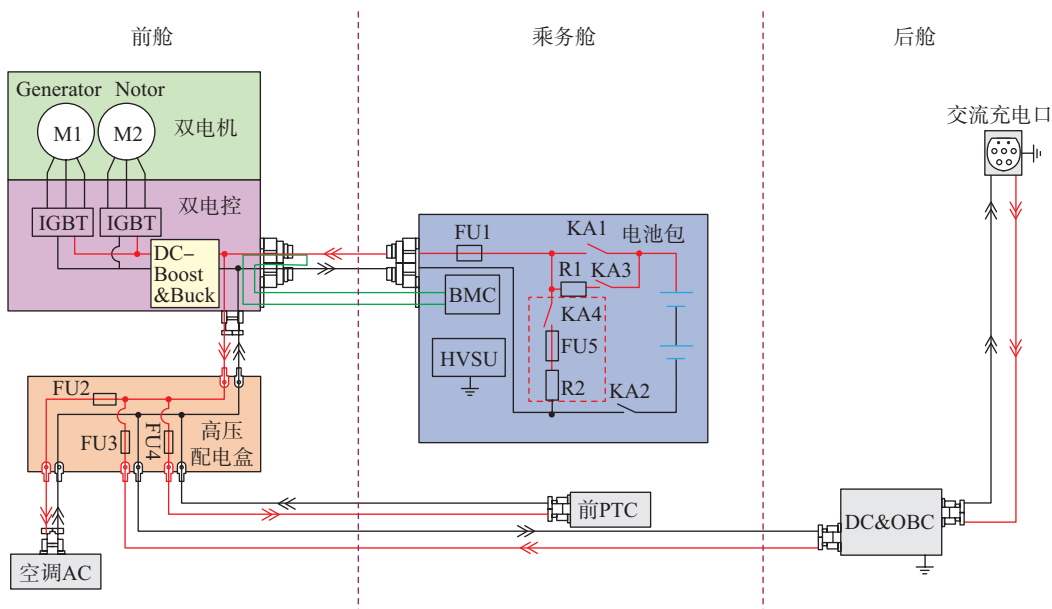 前舱
乘务舱
后舱
Generator Notor
M1
M2
双电机
双电控
IGBT
IGBT
DC-
Boost
&Buck
交流充电口
FU1
KA1
电池包
R1
KA3
BMC
KA4
FU5
HVSU
R2
KA2
FU2
FU3
FU4
高压
配电盒
前PTC
DC&OBC
空调AC